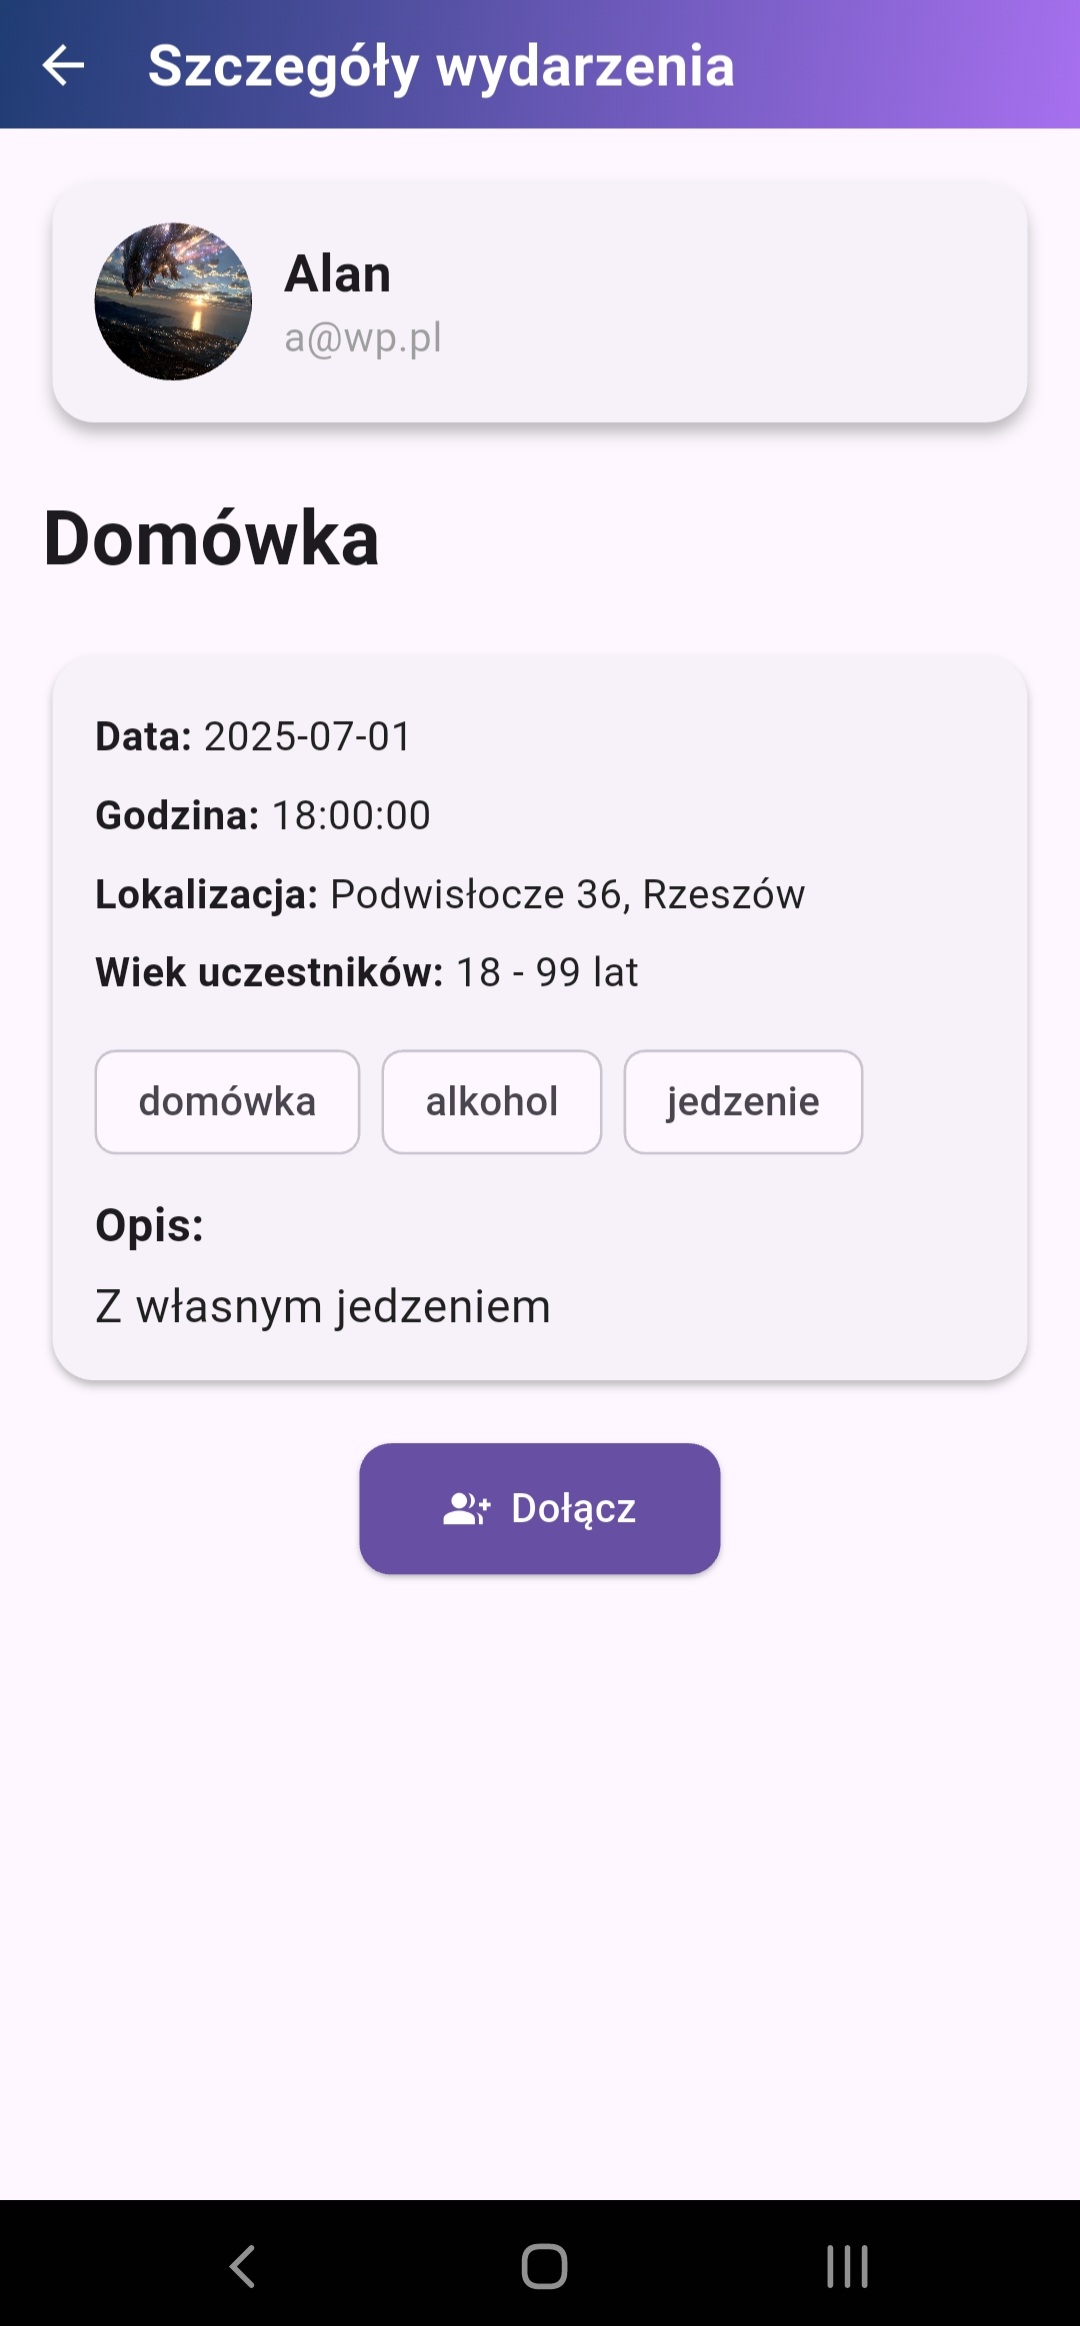 Szczegóły wydarzenia
Alan
a@wp.pl
Domówka
Data: 2025-07-01
Godzina: 18:00:00
Lokalizacja: Podwisłocze 36, Rzeszów
Wiek uczestników: 18 - 99 lat
domówka alkohol jedzenie
Opis:
Z własnym jedzeniem
Dołącz